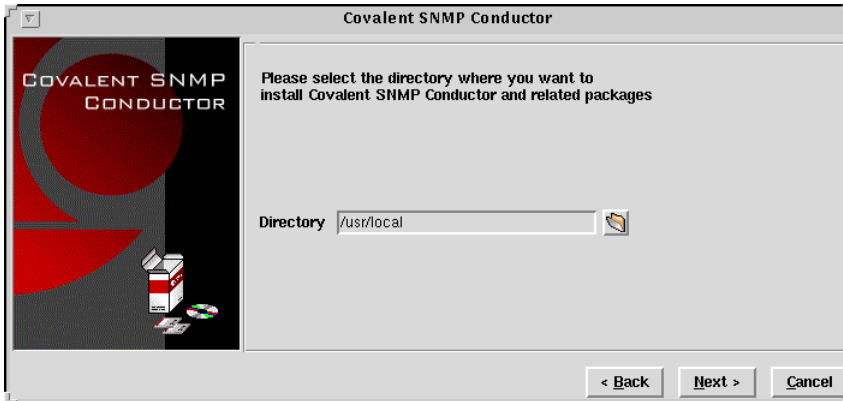 Covalent SNMP Conductor
COVALENT SNMP
CONDUCTOR
Please select the directory where you want to
install Covalent SNMP Conductor and related packages
Directory /usr/local
< Back Next > Cancel